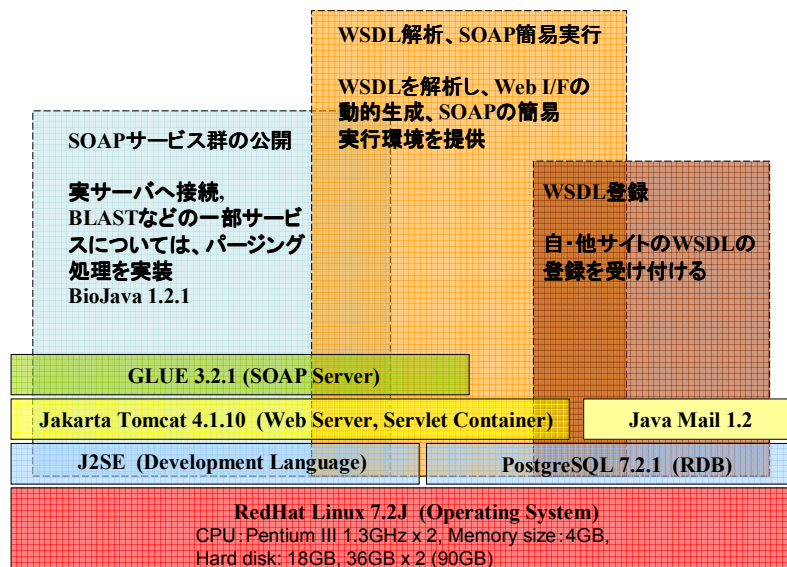 WSDL解析、SOAP簡易実行
WSDLを解析し、Web I/Fの
動的生成、SOAPの簡易
実行環境を提供
SOAPサービス群の公開
実サーバへ接続,
BLASTなどの一部サービ
スについては、パージング
処理を実装
BioJava 1.2.1
WSDL登録
自・他サイトのWSDLの
登録を受け付ける
GLUE 3.2.1 (SOAP Server)
Jakarta Tomcat 4.1.10 (Web Server, Servlet Container)
Java Mail 1.2
J2SE (Development Language)
PostgreSQL 7.2.1 (RDB)
RedHat Linux 7.2J (Operating System)
CPU：Pentium III 1.3GHz x 2, Memory size：4GB,
Hard disk: 18GB, 36GB x 2 (90GB)